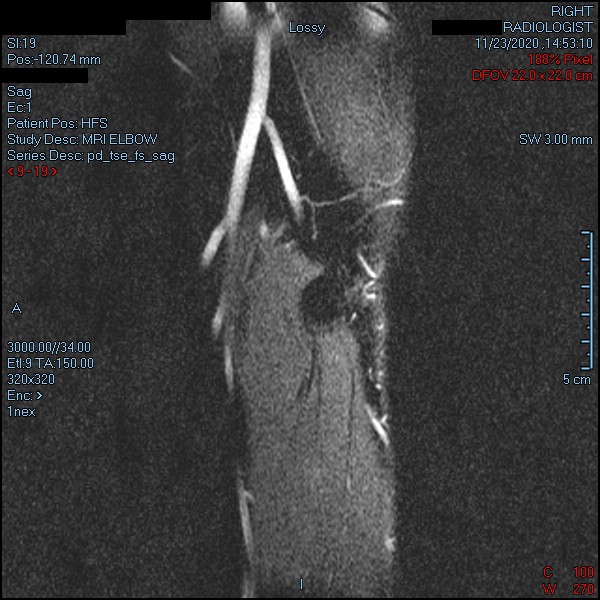 RIGHT
Lossy
RADIOLOGIST
SI:19
11/23/2020 ,14:53:10
Pos:-120.74 mm
188% Pixel
DFOV 22.0 x 22.0 cm
Sag
Ec:1
Patient Pos: HFS
Study Desc: MRI ELBOW
SW 3.00 mm
Series Desc: pd_tse_fs_sag
< 9 - 19 >
A
3000.00//34.00
Etl:9 TA:150.00
320x320
5 cm
Enc: >
1nex
I
C 100
W 270